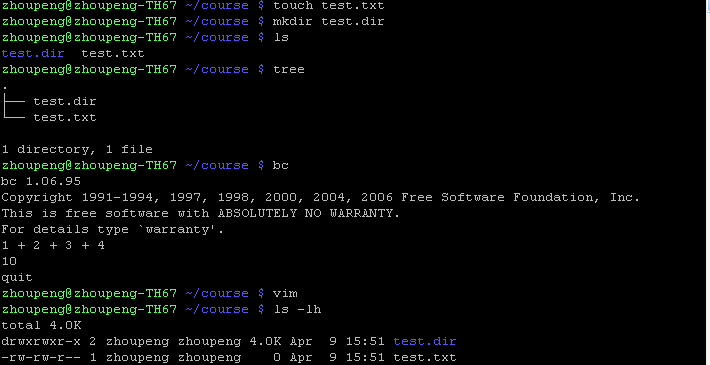 zhoupeng@zhoupeng-TH67 ~/course $ touch test.txt
zhoupeng@zhoupeng-TH67 ~/course $ mkdir test.dir
zhoupeng@zhoupeng-TH67 ~/course $ ls
test.dir  test.txt
zhoupeng@zhoupeng-TH67 ~/course $ tree
.
├── test.dir
└── test.txt

1 directory, 1 file
zhoupeng@zhoupeng-TH67 ~/course $ bc
bc 1.06.95
Copyright 1991-1994, 1997, 1998, 2000, 2004, 2006 Free Software Foundation, Inc.
This is free software with ABSOLUTELY NO WARRANTY.
For details type `warranty'.
1 + 2 + 3 + 4
10
quit
zhoupeng@zhoupeng-TH67 ~/course $ vim
zhoupeng@zhoupeng-TH67 ~/course $ ls -lh
total 4.0K
drwxrwxr-x 2 zhoupeng zhoupeng 4.0K Apr  9 15:51 test.dir
-rw-rw-r-- 1 zhoupeng zhoupeng    0 Apr  9 15:51 test.txt